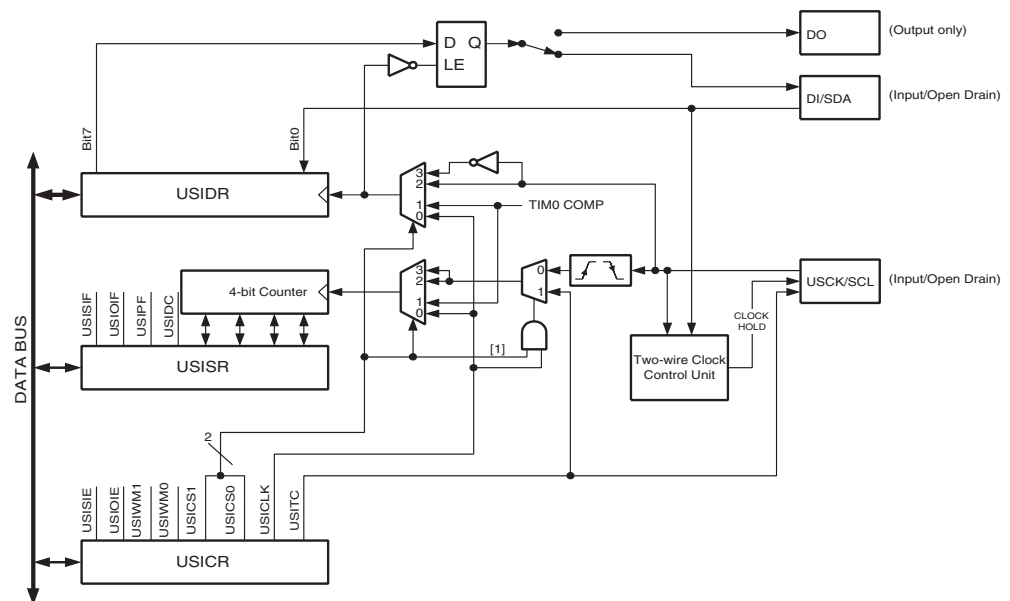 D Q
LE
DO
(Output only)
DI/SDA
(Input/Open Drain)
Bit7
Bit0
USIDR
3
2
1
0
TIM0 COMP
3
2
1
0
0
1
USCK/SCL
(Input/Open Drain)
CLOCK
HOLD
Two-wire Clock
Control Unit
[1]
4-bit Counter
USISIF
USIOIF
USIPF
USIDC
USISR
DATA BUS
2
USISIE
USIOIE
USIWM1
USIWM0
USICS1
USICS0
USICLK
USITC
USICR